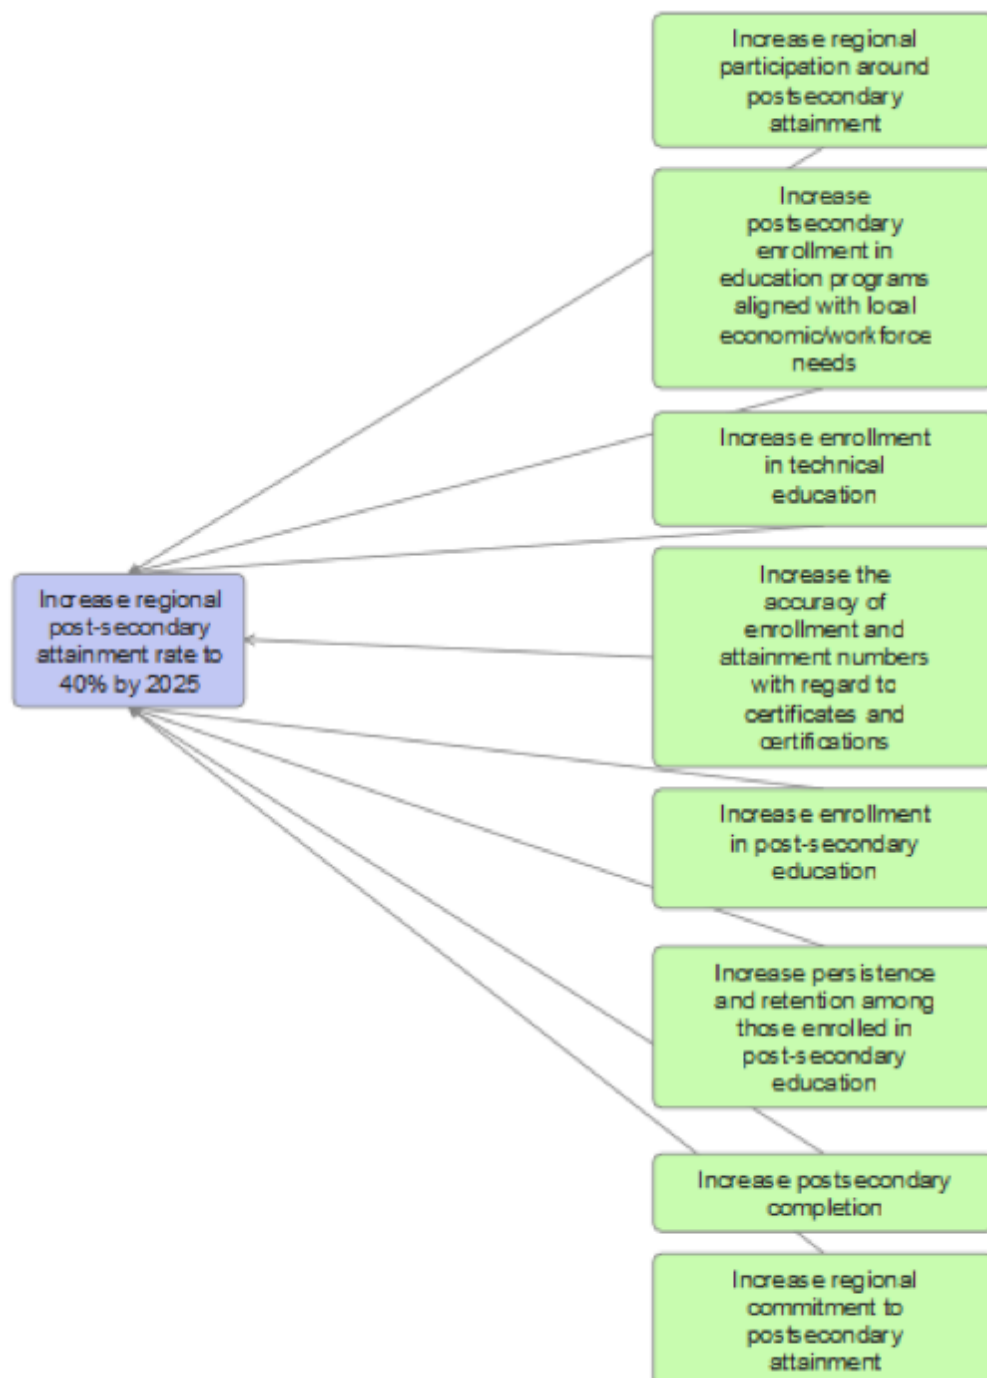 Increase regional
participation around
postsecondary
attainment
Increase
postsecondary
enrollment in
education programs
aligned with local
economic/workforce
needs
Increase enrollment
in technical
education
Increase regional
post-secondary
attainment rate to
40% by 2025
Increase the
accuracy of
enrollment and
attainment numbers
with regard to
certificates and
certifications
Increase enrollment
in post-secondary
education
Increase persistence
and retention among
those enrolled in
post-secondary
education
Increase postsecondary
completion
Increase regional
commitment to
postsecondary
attainment